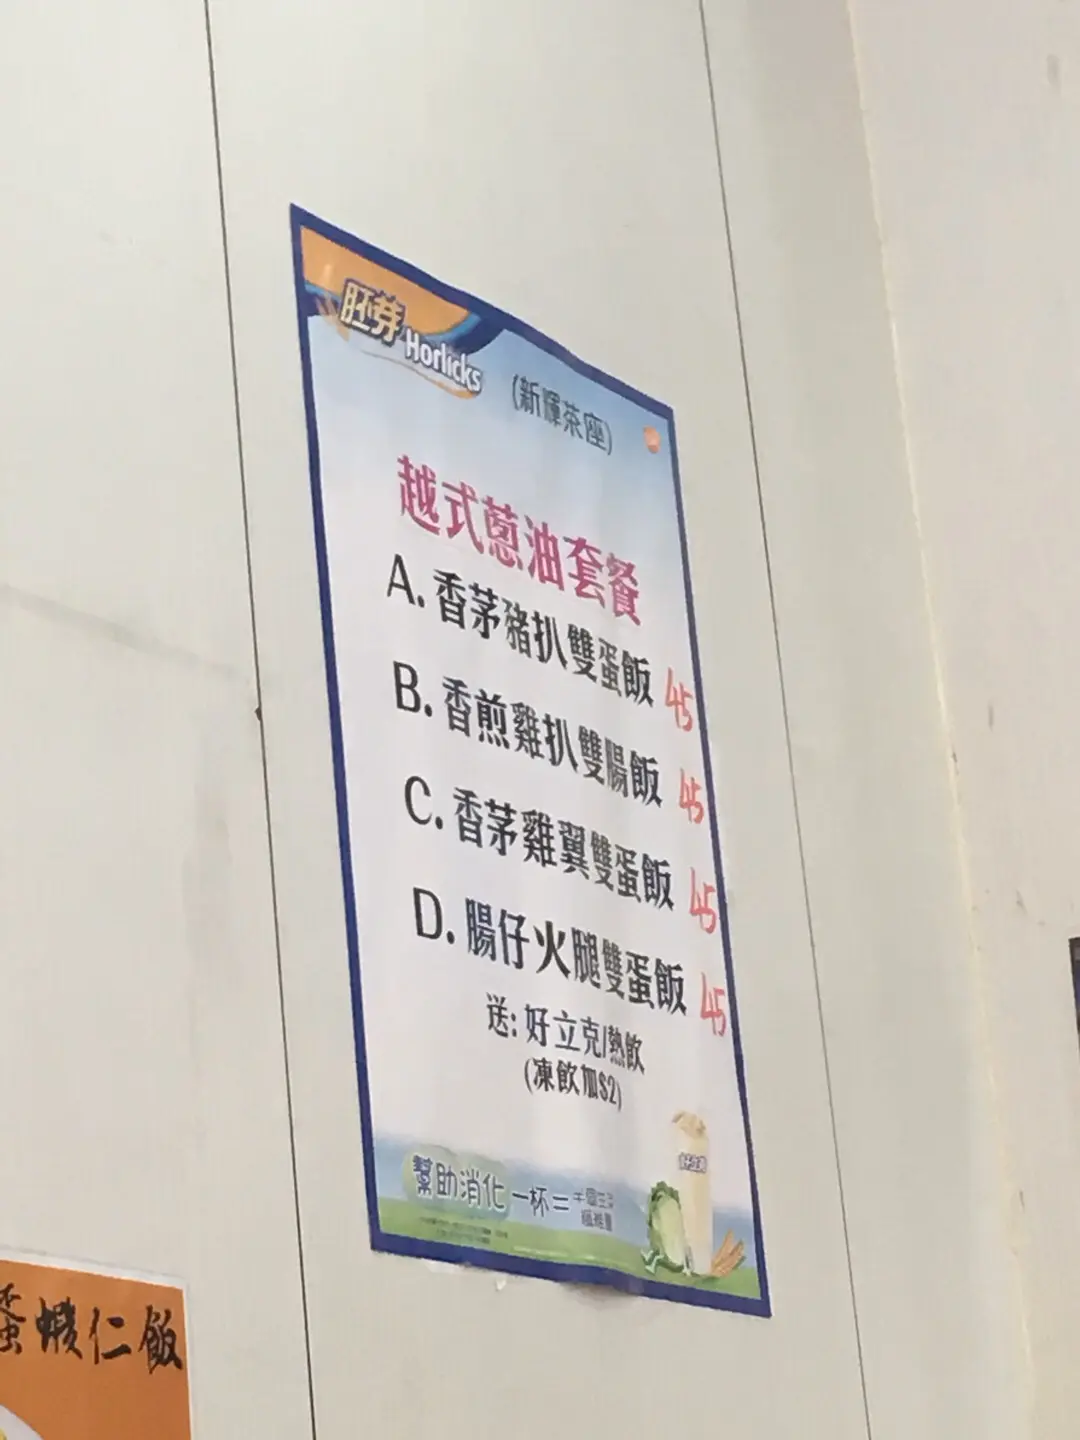 胚芽
Horlicks
(新輝茶座)
越式蔥油套餐
A. 香茅豬扒雙蛋飯 45
B. 香煎雞扒雙腸飯 45
C. 香茅雞翼雙蛋飯 45
D. 腸仔火腿雙蛋飯 45
送: 好立克/熱飲
(凍飲加$2)
幫助消化 一杯=
蛋蝦仁飯